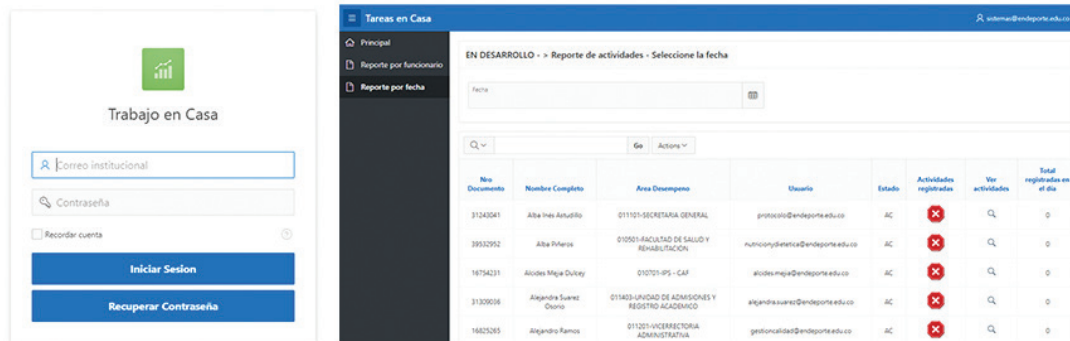 Trabajo en Casa
Correo institucional
Contraseña
Recordar cuenta
Iniciar Sesion
Recuperar Contraseña
Tareas en Casa
sistemas@endeporte.edu.co
Principal
Reporte por funcionario
Reporte por fecha
EN DESARROLLO - > Reporte de actividades - Seleccione la fecha
Fecha
Go Actions
Nro Documento Nombre Completo Area Desempeno Usuario Estado Actividades registradas Ver actividades Total registradas en el dia
31243041 Alba Inés Astudillo 011101-SECRETARIA GENERAL protocolo@endeporte.edu.co AC 0
39532952 Alba Piñeros 010501-FACULTAD DE SALUD Y REHABILITACION nutricionydietetica@endeporte.edu.co AC 0
16754231 Alcides Mejia Dulcey 010701-IPS - CAF alcides.mejia@endeporte.edu.co AC 0
31309036 Alejandra Suarez Osorio 011403-UNIDAD DE ADMISIONES Y REGISTRO ACADEMICO alejandra.suarez@endeporte.edu.co AC 0
16825265 Alejandro Ramos 011201-VICERRECTORIA ADMINISTRATIVA gestioncalidad@endeporte.edu.co AC 0